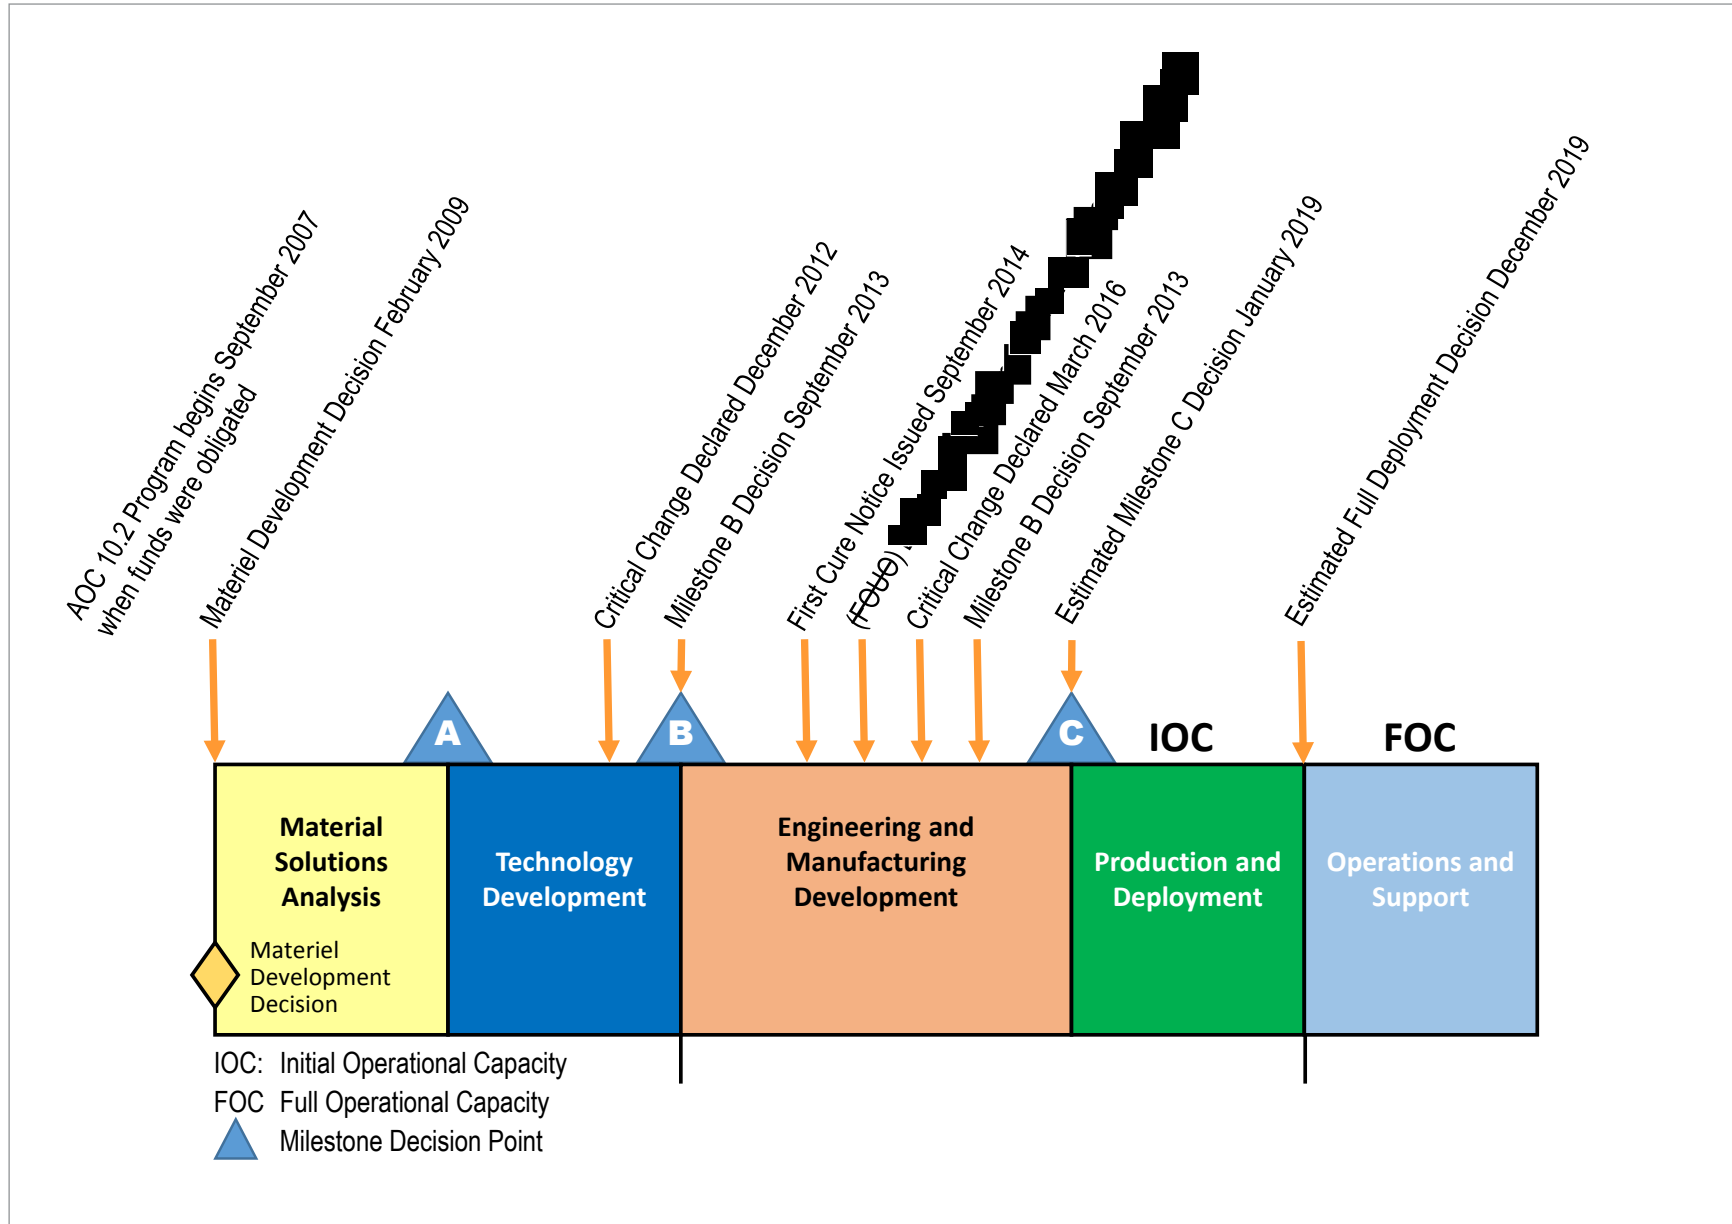 AOC 10.2 Program begins September 2007
when funds were obligated
Materiel Development Decision February 2009
Critical Change Declared December 2012
Milestone B Decision September 2013
First Cure Notice Issued September 2014
(FOUO)
Critical Change Declared March 2016
Milestone B Decision September 2013
Estimated Milestone C Decision January 2019
Estimated Full Deployment Decision December 2019
A
B
C
IOC
FOC
Material
Solutions
Analysis
Technology
Development
Engineering and
Manufacturing
Development
Production and
Deployment
Operations and
Support
Materiel
Development
Decision
IOC: Initial Operational Capacity
FOC Full Operational Capacity
Milestone Decision Point